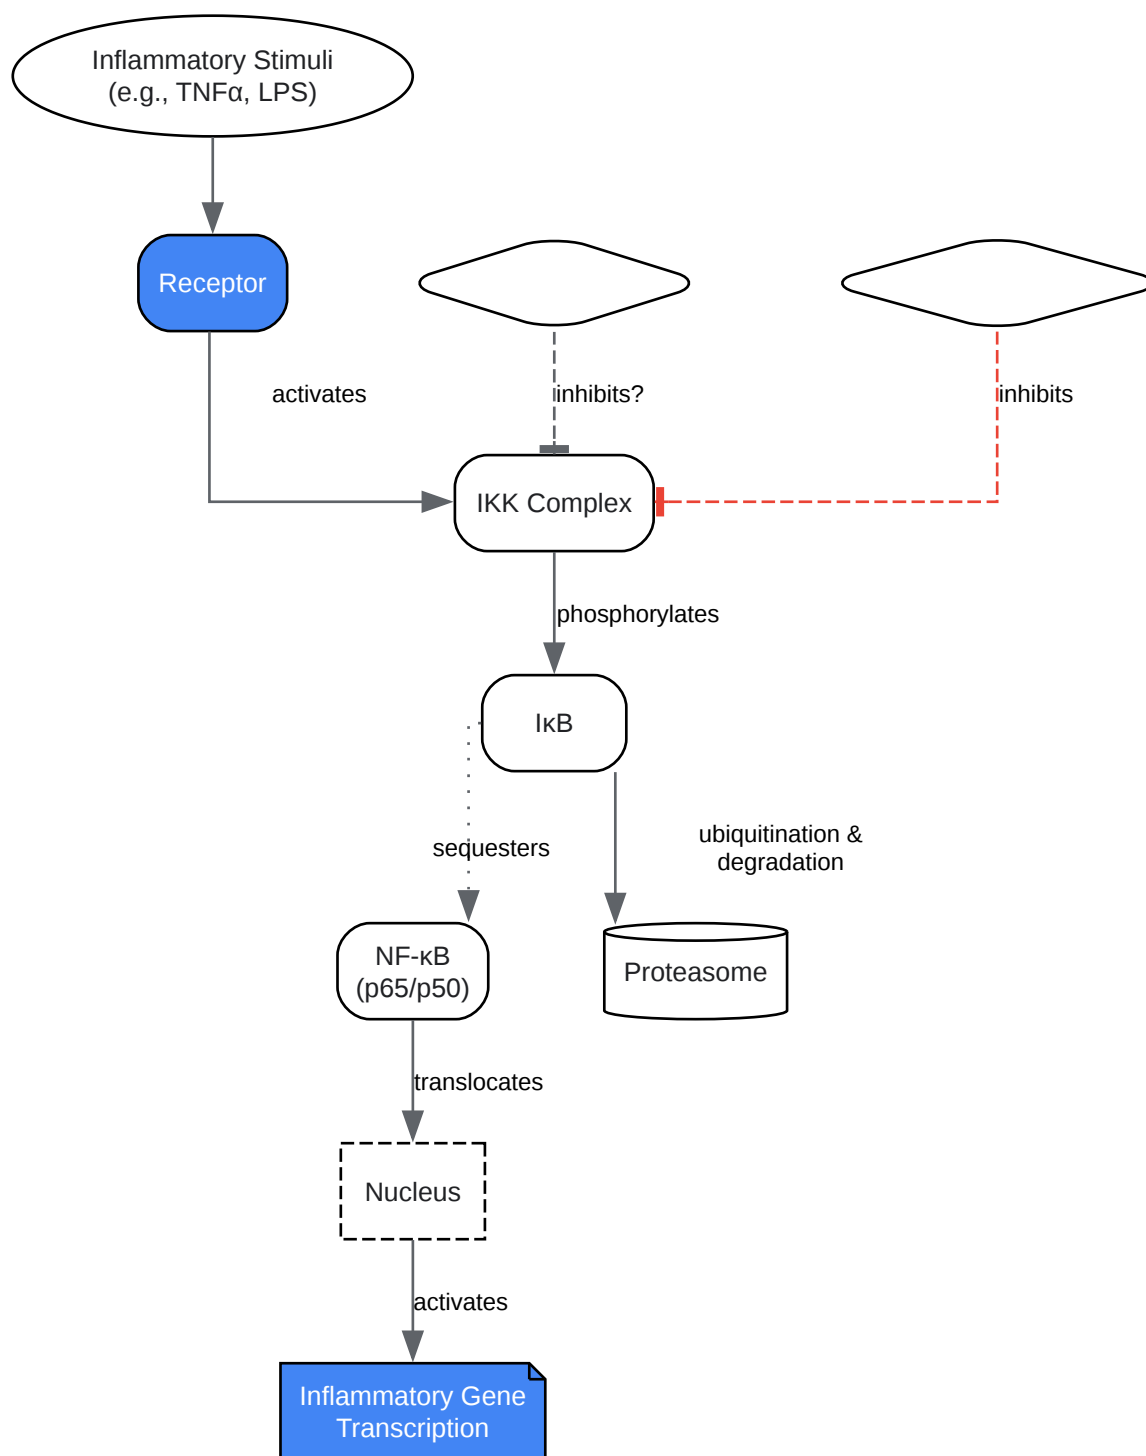 Inflammatory Stimuli
(e.g., TNFα, LPS)
Receptor
activates
inhibits?
inhibits
IKK Complex
phosphorylates
IκB
sequesters
ubiquitination &
degradation
NF-κB
(p65/p50)
Proteasome
translocates
Nucleus
activates
Inflammatory Gene
Transcription